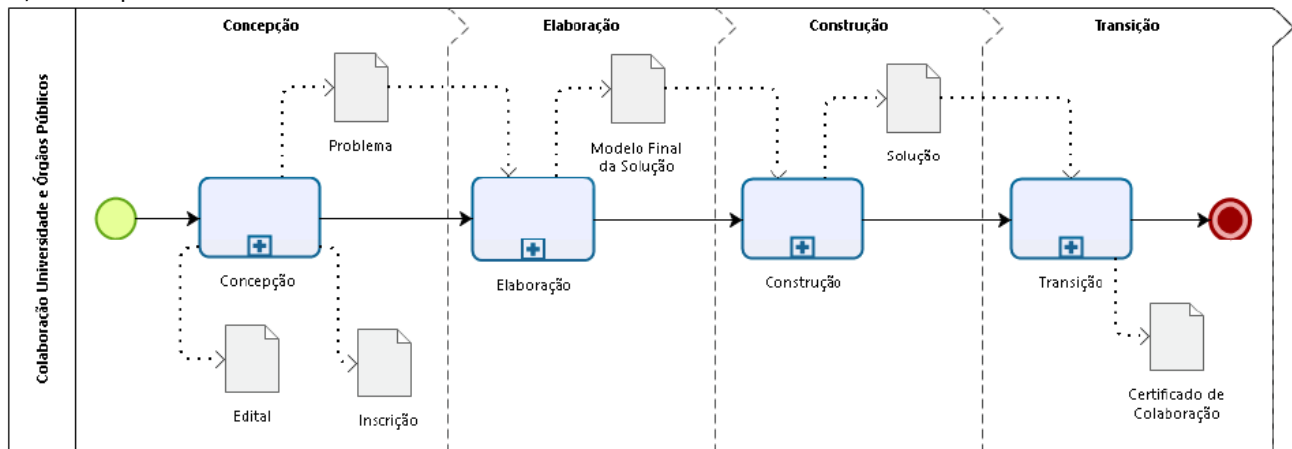 Concepção
Elaboração
Construção
Transição
Colaboração Universidade e Órgãos Públicos
Problema
Modelo Final
da Solução
Solução
Concepção
Elaboração
Construção
Transição
Edital
Inscrição
Certificado de
Colaboração